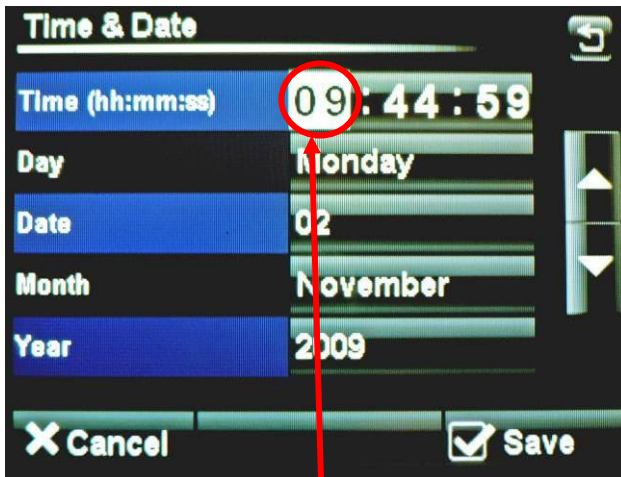 Time & Date
Time (hh:mm:ss) 09:44:59
Day Monday
Date 02
Month November
Year 2009
Cancel Save